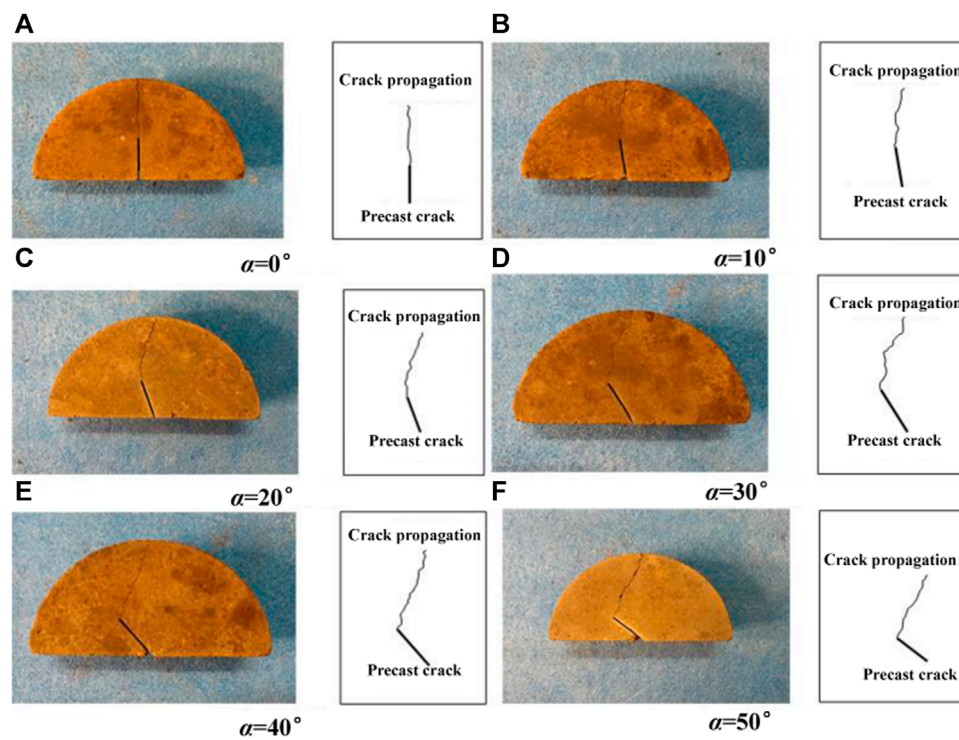 A
Crack propagation
Precast crack
α=0°
B
Crack propagation
Precast crack
α=10°
C
Crack propagation
Precast crack
α=20°
D
Crack propagation
Precast crack
α=30°
E
Crack propagation
Precast crack
α=40°
F
Crack propagation
Precast crack
α=50°